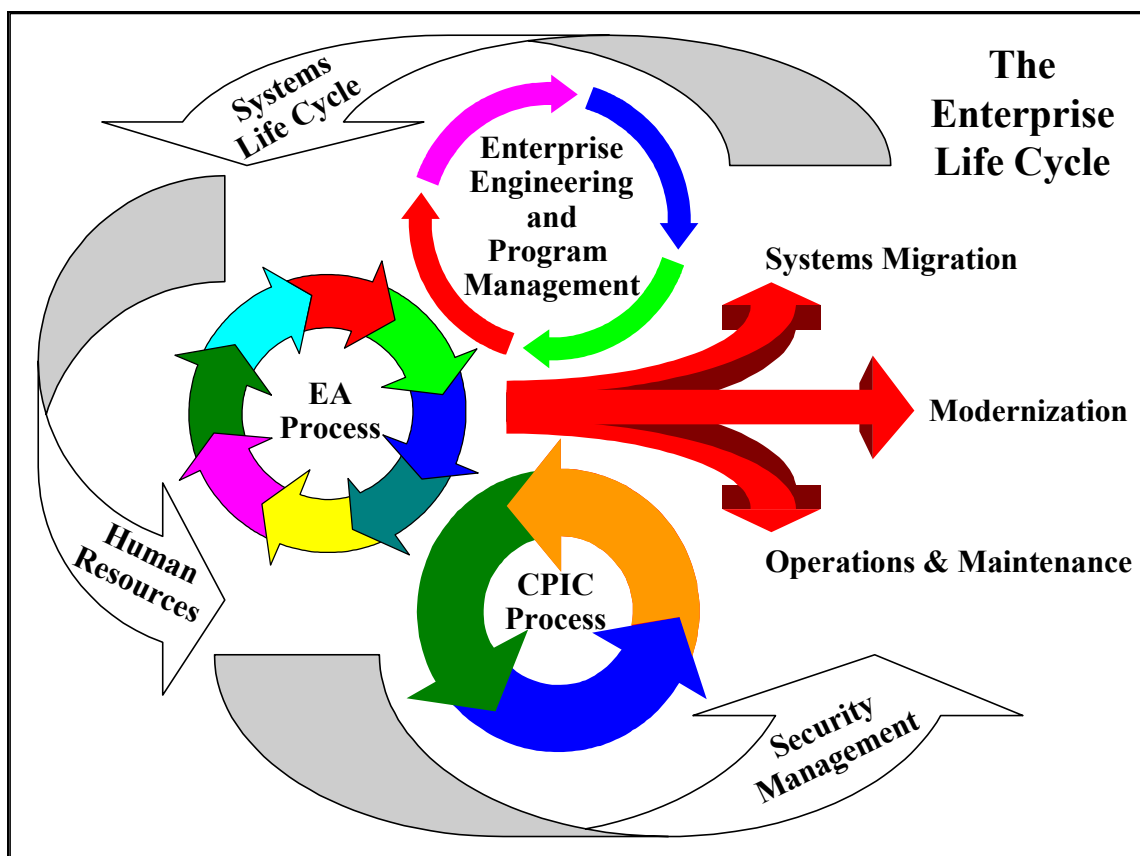 The
Enterprise
Life Cycle
Systems
Life Cycle
Enterprise
Engineering
and
Program
Management
Systems Migration
EA
Process
Modernization
Human
Resources
CPIC
Process
Operations & Maintenance
Security
Management